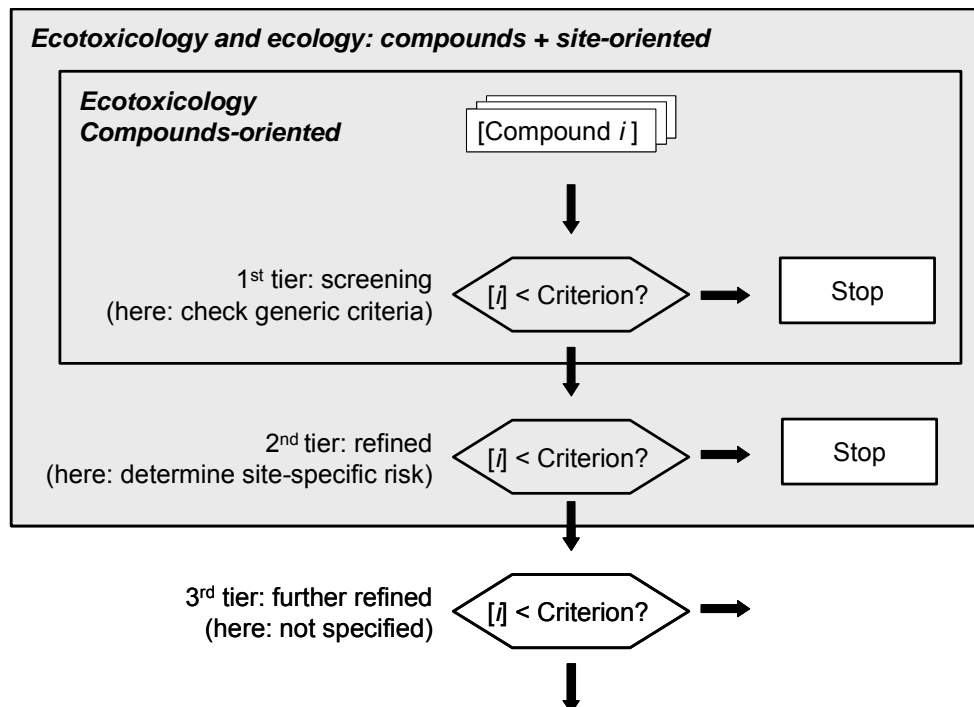 Ecotoxicology and ecology: compounds + site-oriented
Ecotoxicology
Compounds-oriented
[Compound i ]
1st tier: screening
(here: check generic criteria)
[i] < Criterion?
Stop
2nd tier: refined
(here: determine site-specific risk)
[i] < Criterion?
Stop
3rd tier: further refined
(here: not specified)
[i] < Criterion?